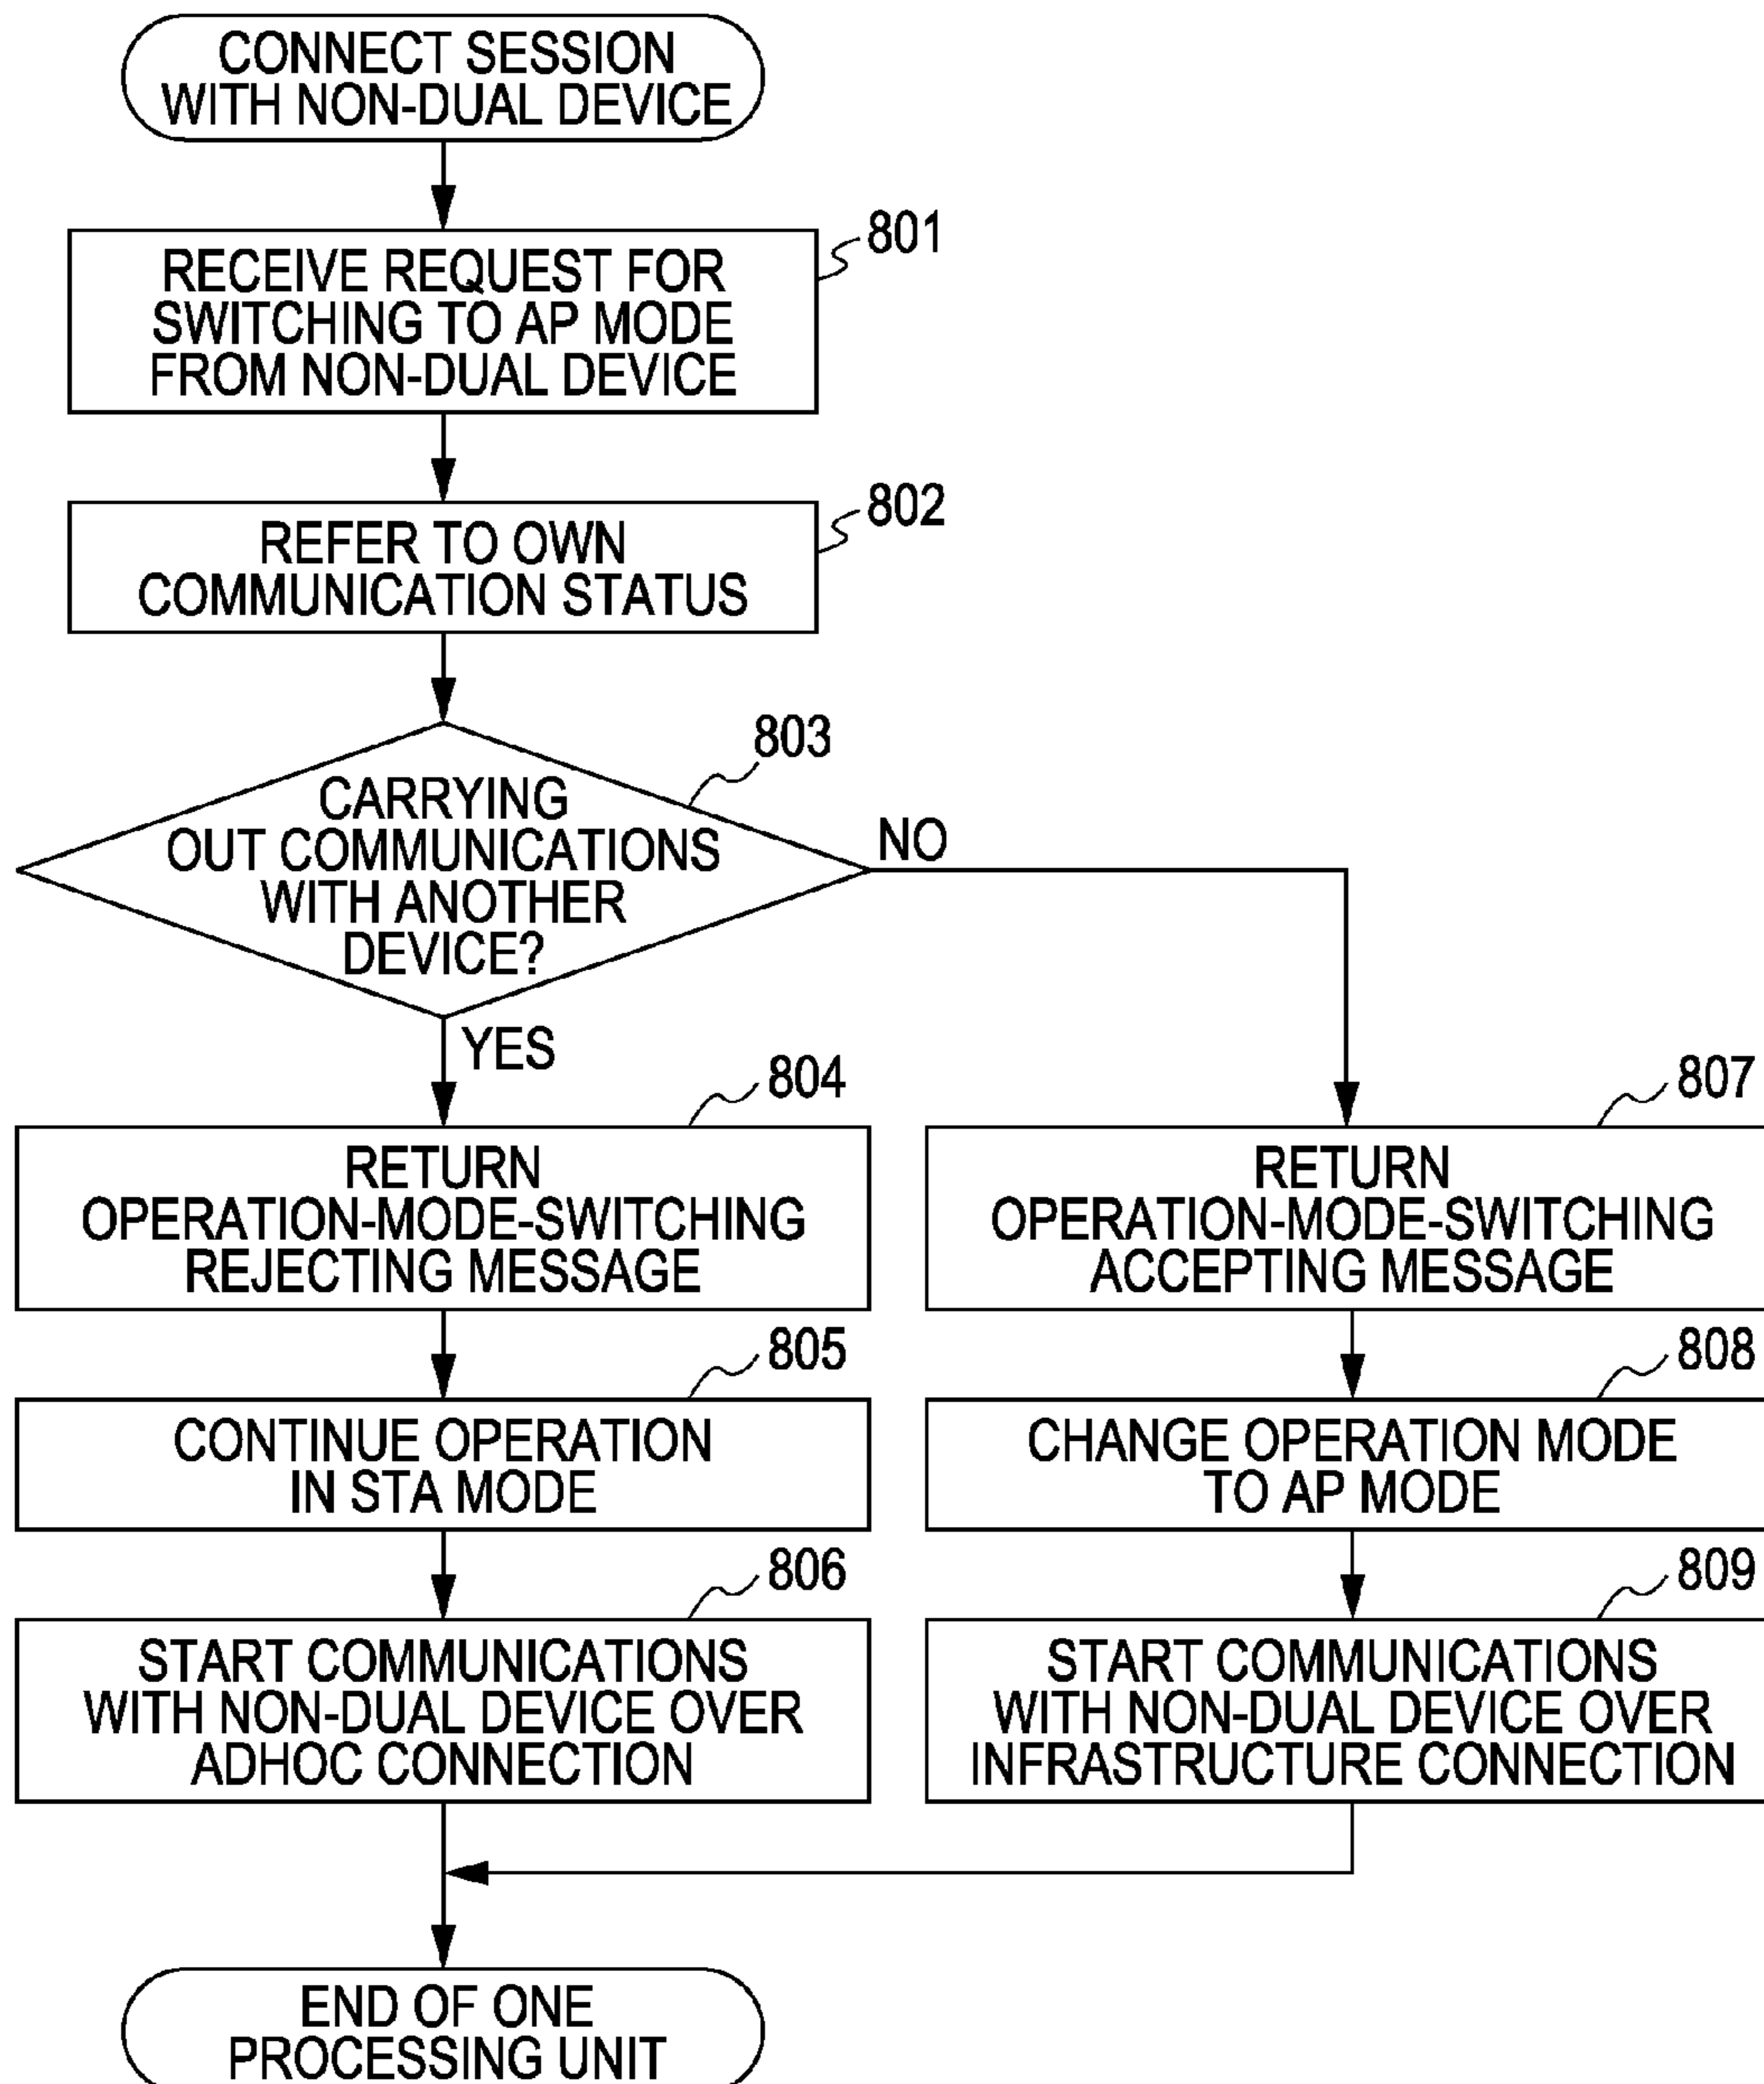 CONNECT SESSION
WITH NON-DUAL DEVICE
801
RECEIVE REQUEST FOR
SWITCHING TO AP MODE
FROM NON-DUAL DEVICE
802
REFER TO OWN
COMMUNICATION STATUS
803
CARRYING
OUT COMMUNICATIONS
WITH ANOTHER
DEVICE?
NO
YES
804
RETURN
OPERATION-MODE-SWITCHING
REJECTING MESSAGE
805
CONTINUE OPERATION
IN STA MODE
806
START COMMUNICATIONS
WITH NON-DUAL DEVICE OVER
ADHOC CONNECTION
807
RETURN
OPERATION-MODE-SWITCHING
ACCEPTING MESSAGE
808
CHANGE OPERATION MODE
TO AP MODE
809
START COMMUNICATIONS
WITH NON-DUAL DEVICE OVER
INFRASTRUCTURE CONNECTION
END OF ONE
PROCESSING UNIT